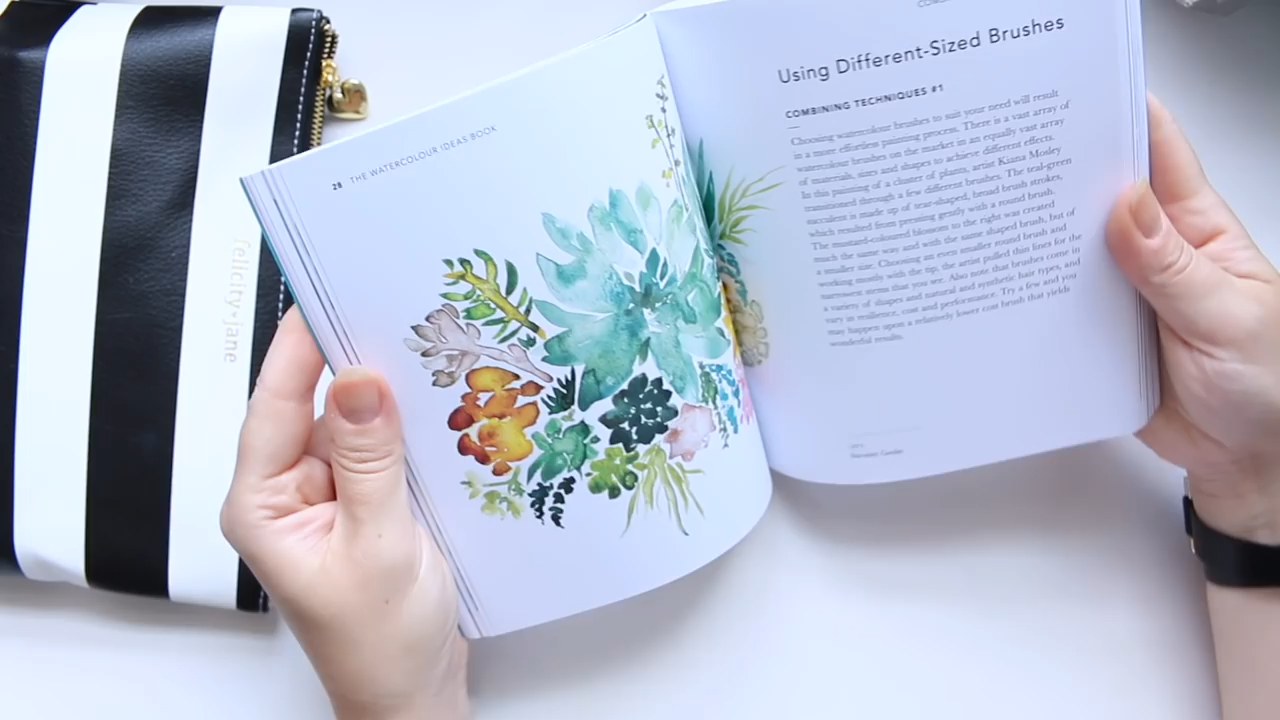 felicity♥jane
28 THE WATERCOLOUR IDEAS BOOK
Using Different-Sized Brushes
COMBINING TECHNIQUES #1
Choosing watercolour brushes to suit your need will result
in a more effortless painting process. There is a vast array of
watercolour brushes on the market in an equally vast array
of materials, sizes and shapes to achieve different effects.
In this painting of a cluster of plants, artist Kiana Mosley
transitioned through a few different brushes. The teal-green
succulent is made up of tear-shaped, broad brush strokes,
which resulted from pressing gently with a round brush.
The mustard-coloured blossom to the right was created
much the same way and with the same shaped brush, but of
a smaller size. Choosing an even smaller round brush and
working mostly with the tip, the artist pulled thin lines for the
narrower stems that you see. Also note that brushes come in
a variety of shapes and natural and synthetic hair types, and
vary in resilience, cost and performance. Try a few and you
may happen upon a relatively lower cost brush that yields
wonderful results.